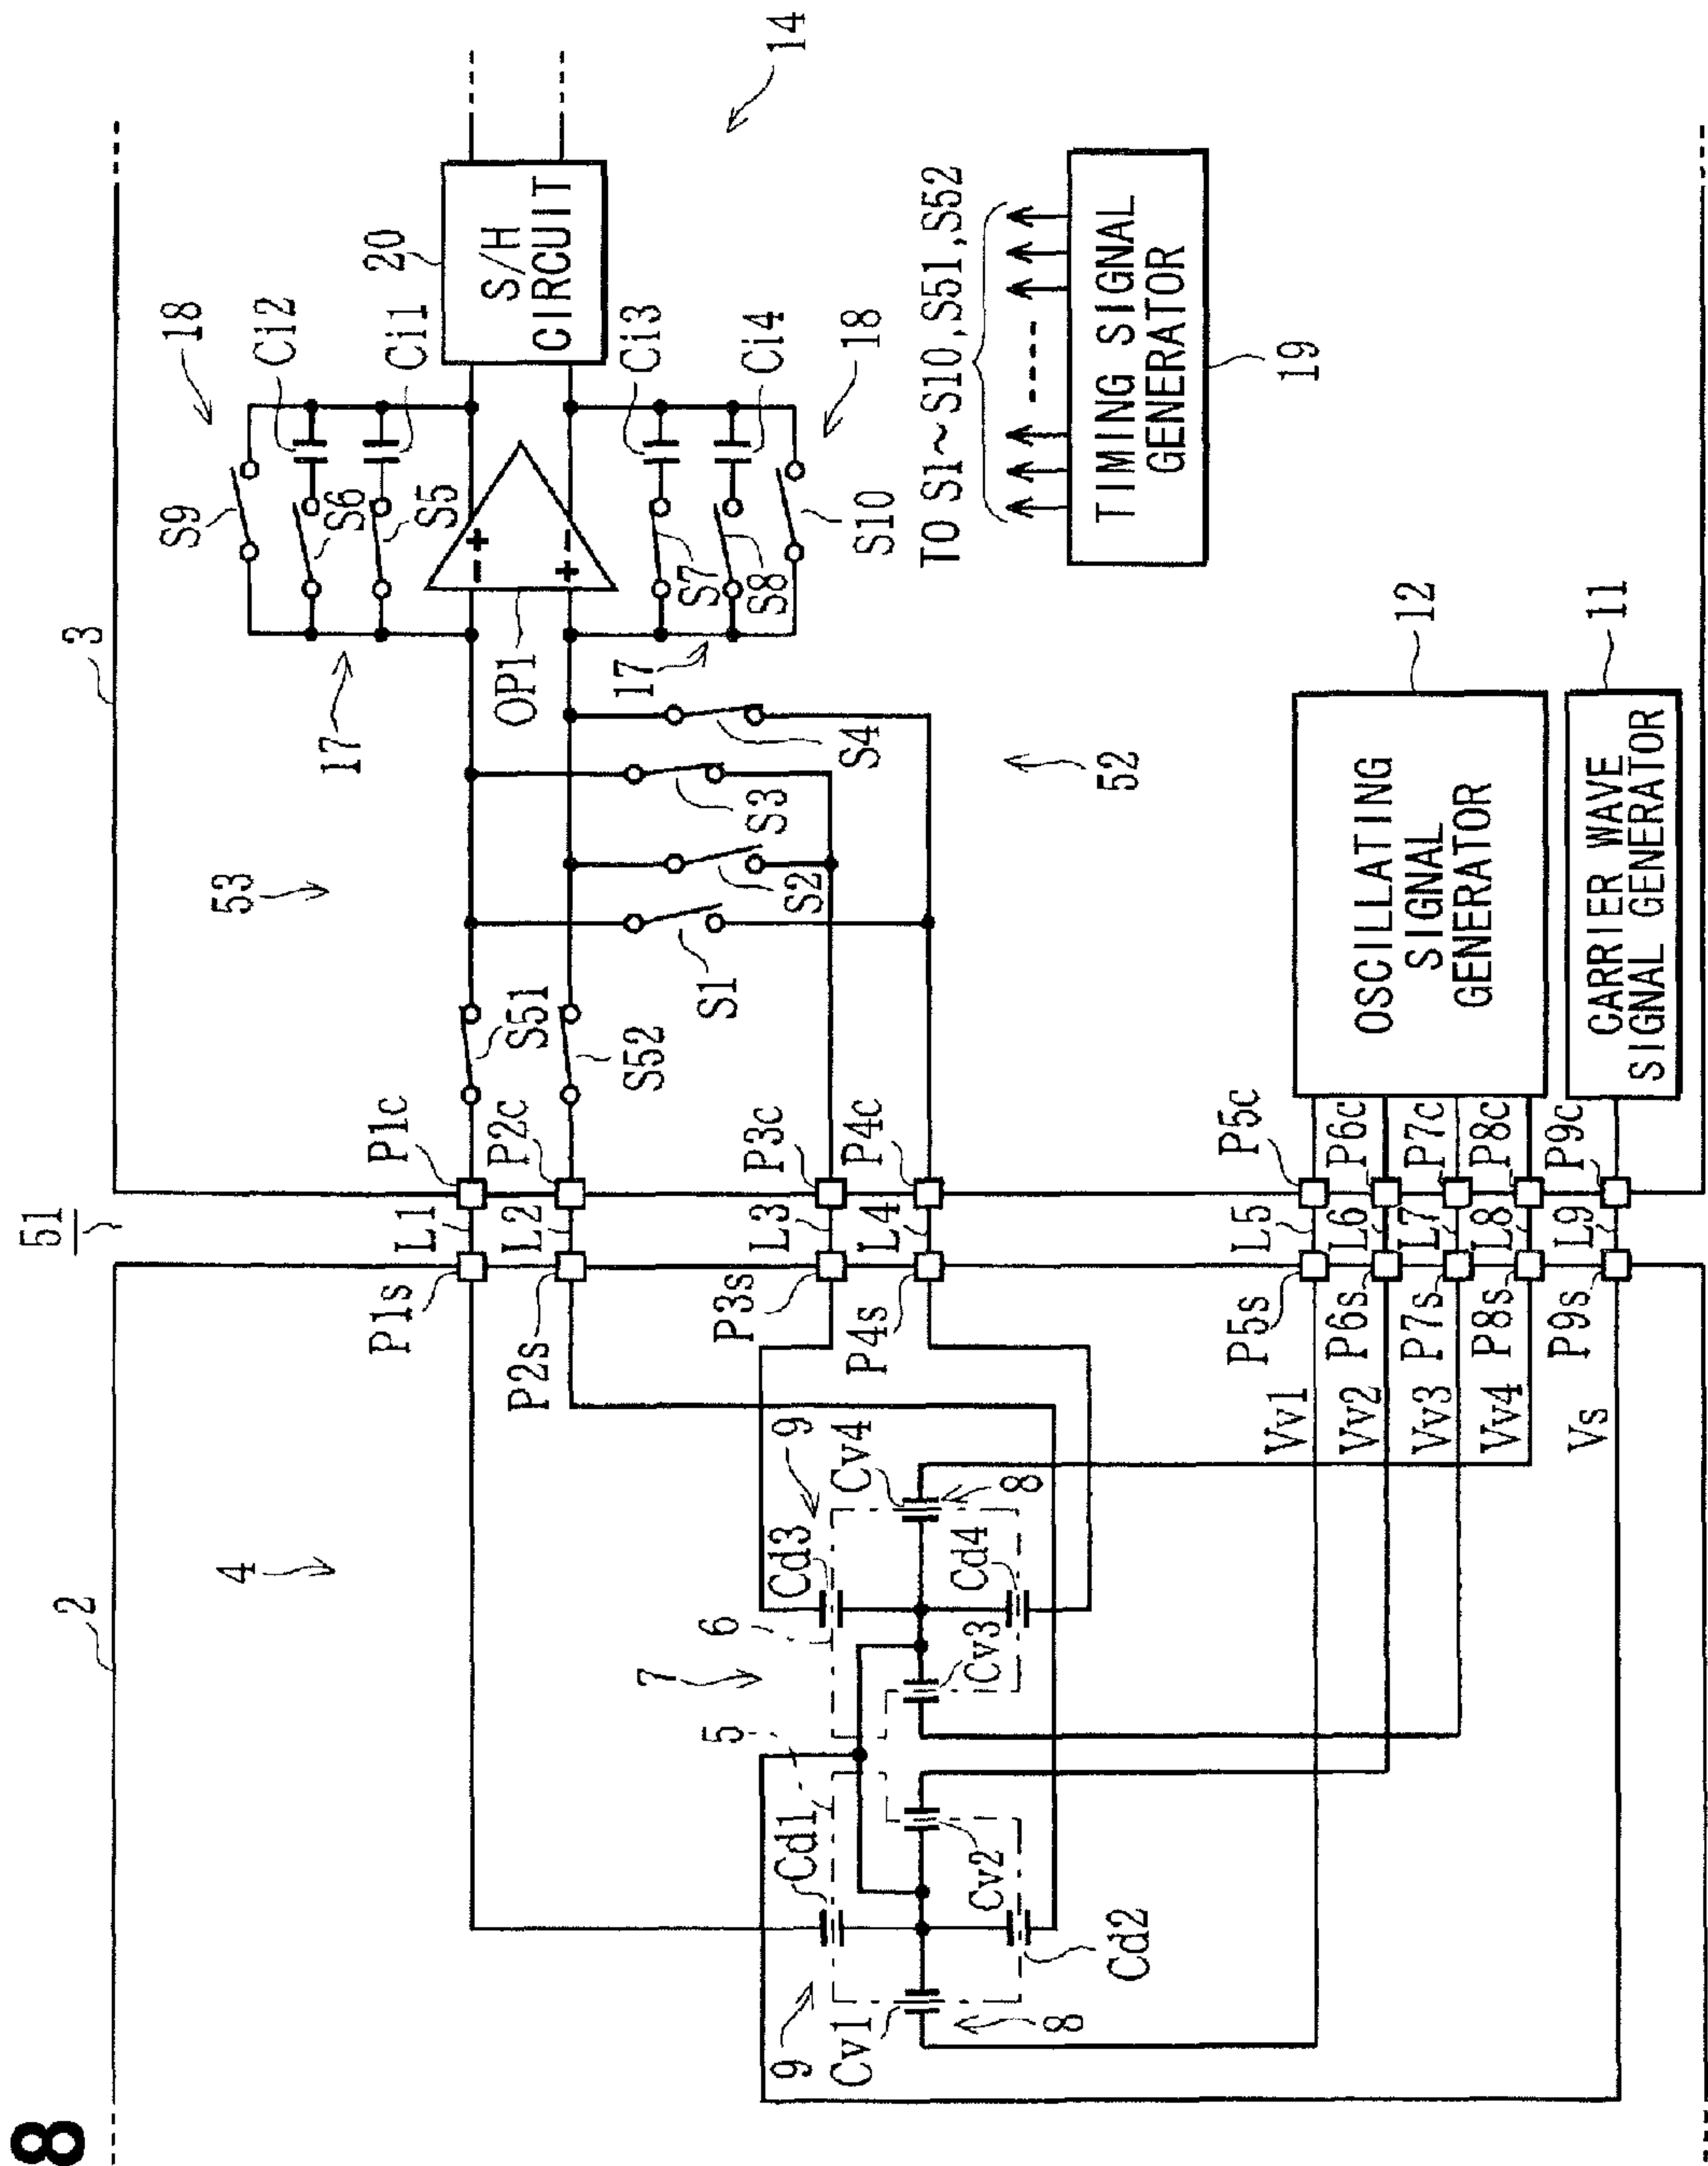 8
51
2
3
4
53
P1s
L1
P1c
P2s
L2
P2c
P3s
L3
P3c
P4s
L4
P4c
P5s
L5
P5c
P6s
L6
P6c
P7s
L7
P7c
P8s
L8
P8c
P9s
L9
P9c
Vv1
Vv2
Vv3
Vv4
Vs
9
Cd1
5
7
6
Cd3
9
Cv4
8
Cd4
Cv3
Cv2
Cd2
Cv1
8
S51
S52
S1
S2
S3
S4
52
17
OP1
17
S9
S6
S5
S7
S8
S10
18
Ci2
Ci1
Ci3
Ci4
18
- +
+ -
20
S/H
CIRCUIT
14
TO S1~S10,S51,S52
TIMING SIGNAL
GENERATOR
19
OSCILLATING
SIGNAL
GENERATOR
12
CARRIER WAVE
SIGNAL GENERATOR
11